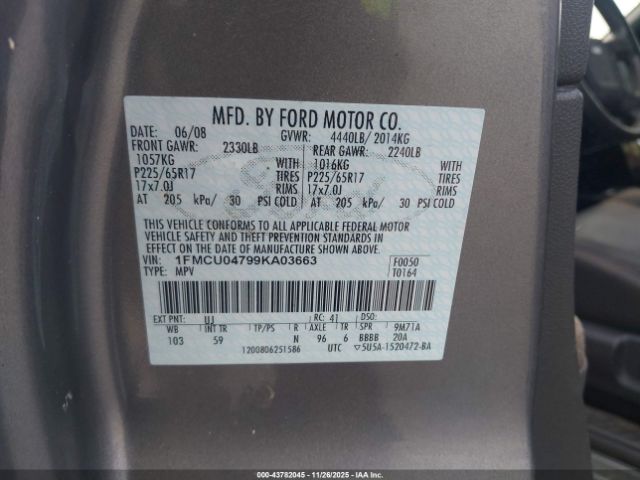 MFD. BY FORD MOTOR CO.
DATE: 06/08 GVWR: 4440LB/ 2014KG
FRONT GAWR: 2330LB REAR GAWR: 2240LB
1057KG WITH 1016KG WITH
P225/65R17 TIRES P225/65R17 TIRES
17x7.0J RIMS 17x7.0J RIMS
AT 205 kPa/ 30 PSI COLD AT 205 kPa/ 30 PSI COLD
THIS VEHICLE CONFORMS TO ALL APPLICABLE FEDERAL MOTOR
VEHICLE SAFETY AND THEFT PREVENTION STANDARDS IN
EFFECT ON THE DATE OF MANUFACTURE SHOWN ABOVE.
VIN: 1FMCU04799KA03663 F0050
TYPE: MPV T0164
EXT PNT: UJ RC: 41 DSO:
WB INT TR TP/PS R AXLE TR SPR 9M71A
103 59 N 96 6 BBBB 20A
1200806251586 UTC 5U5A-1520472-BA
000-43782045 | 11/26/2025 | IAAI.COM